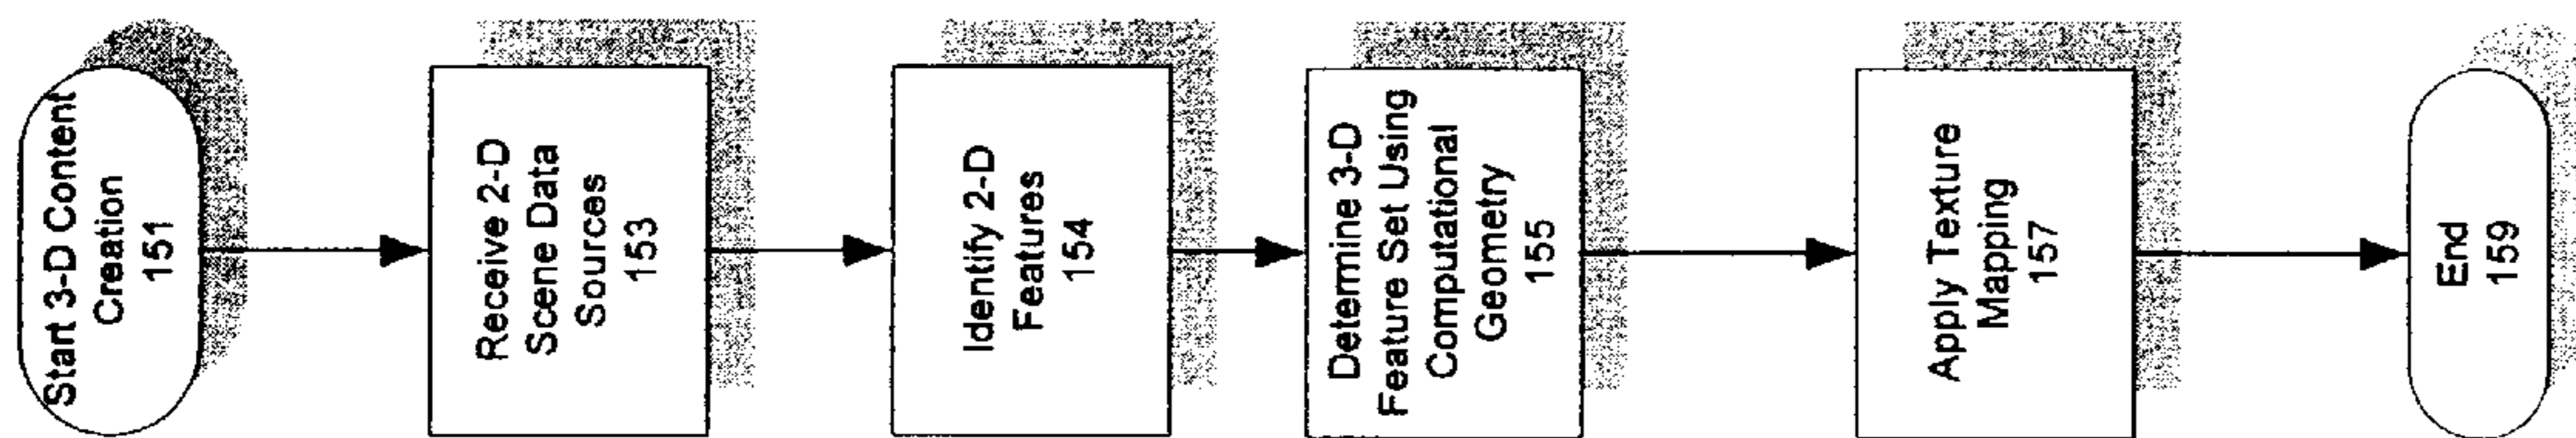 Start 3-D Content
Creation
151
Receive 2-D
Scene Data
Sources
153
Identify 2-D
Features
154
Determine 3-D
Feature Set Using
Computational
Geometry
155
Apply Texture
Mapping
157
End
159